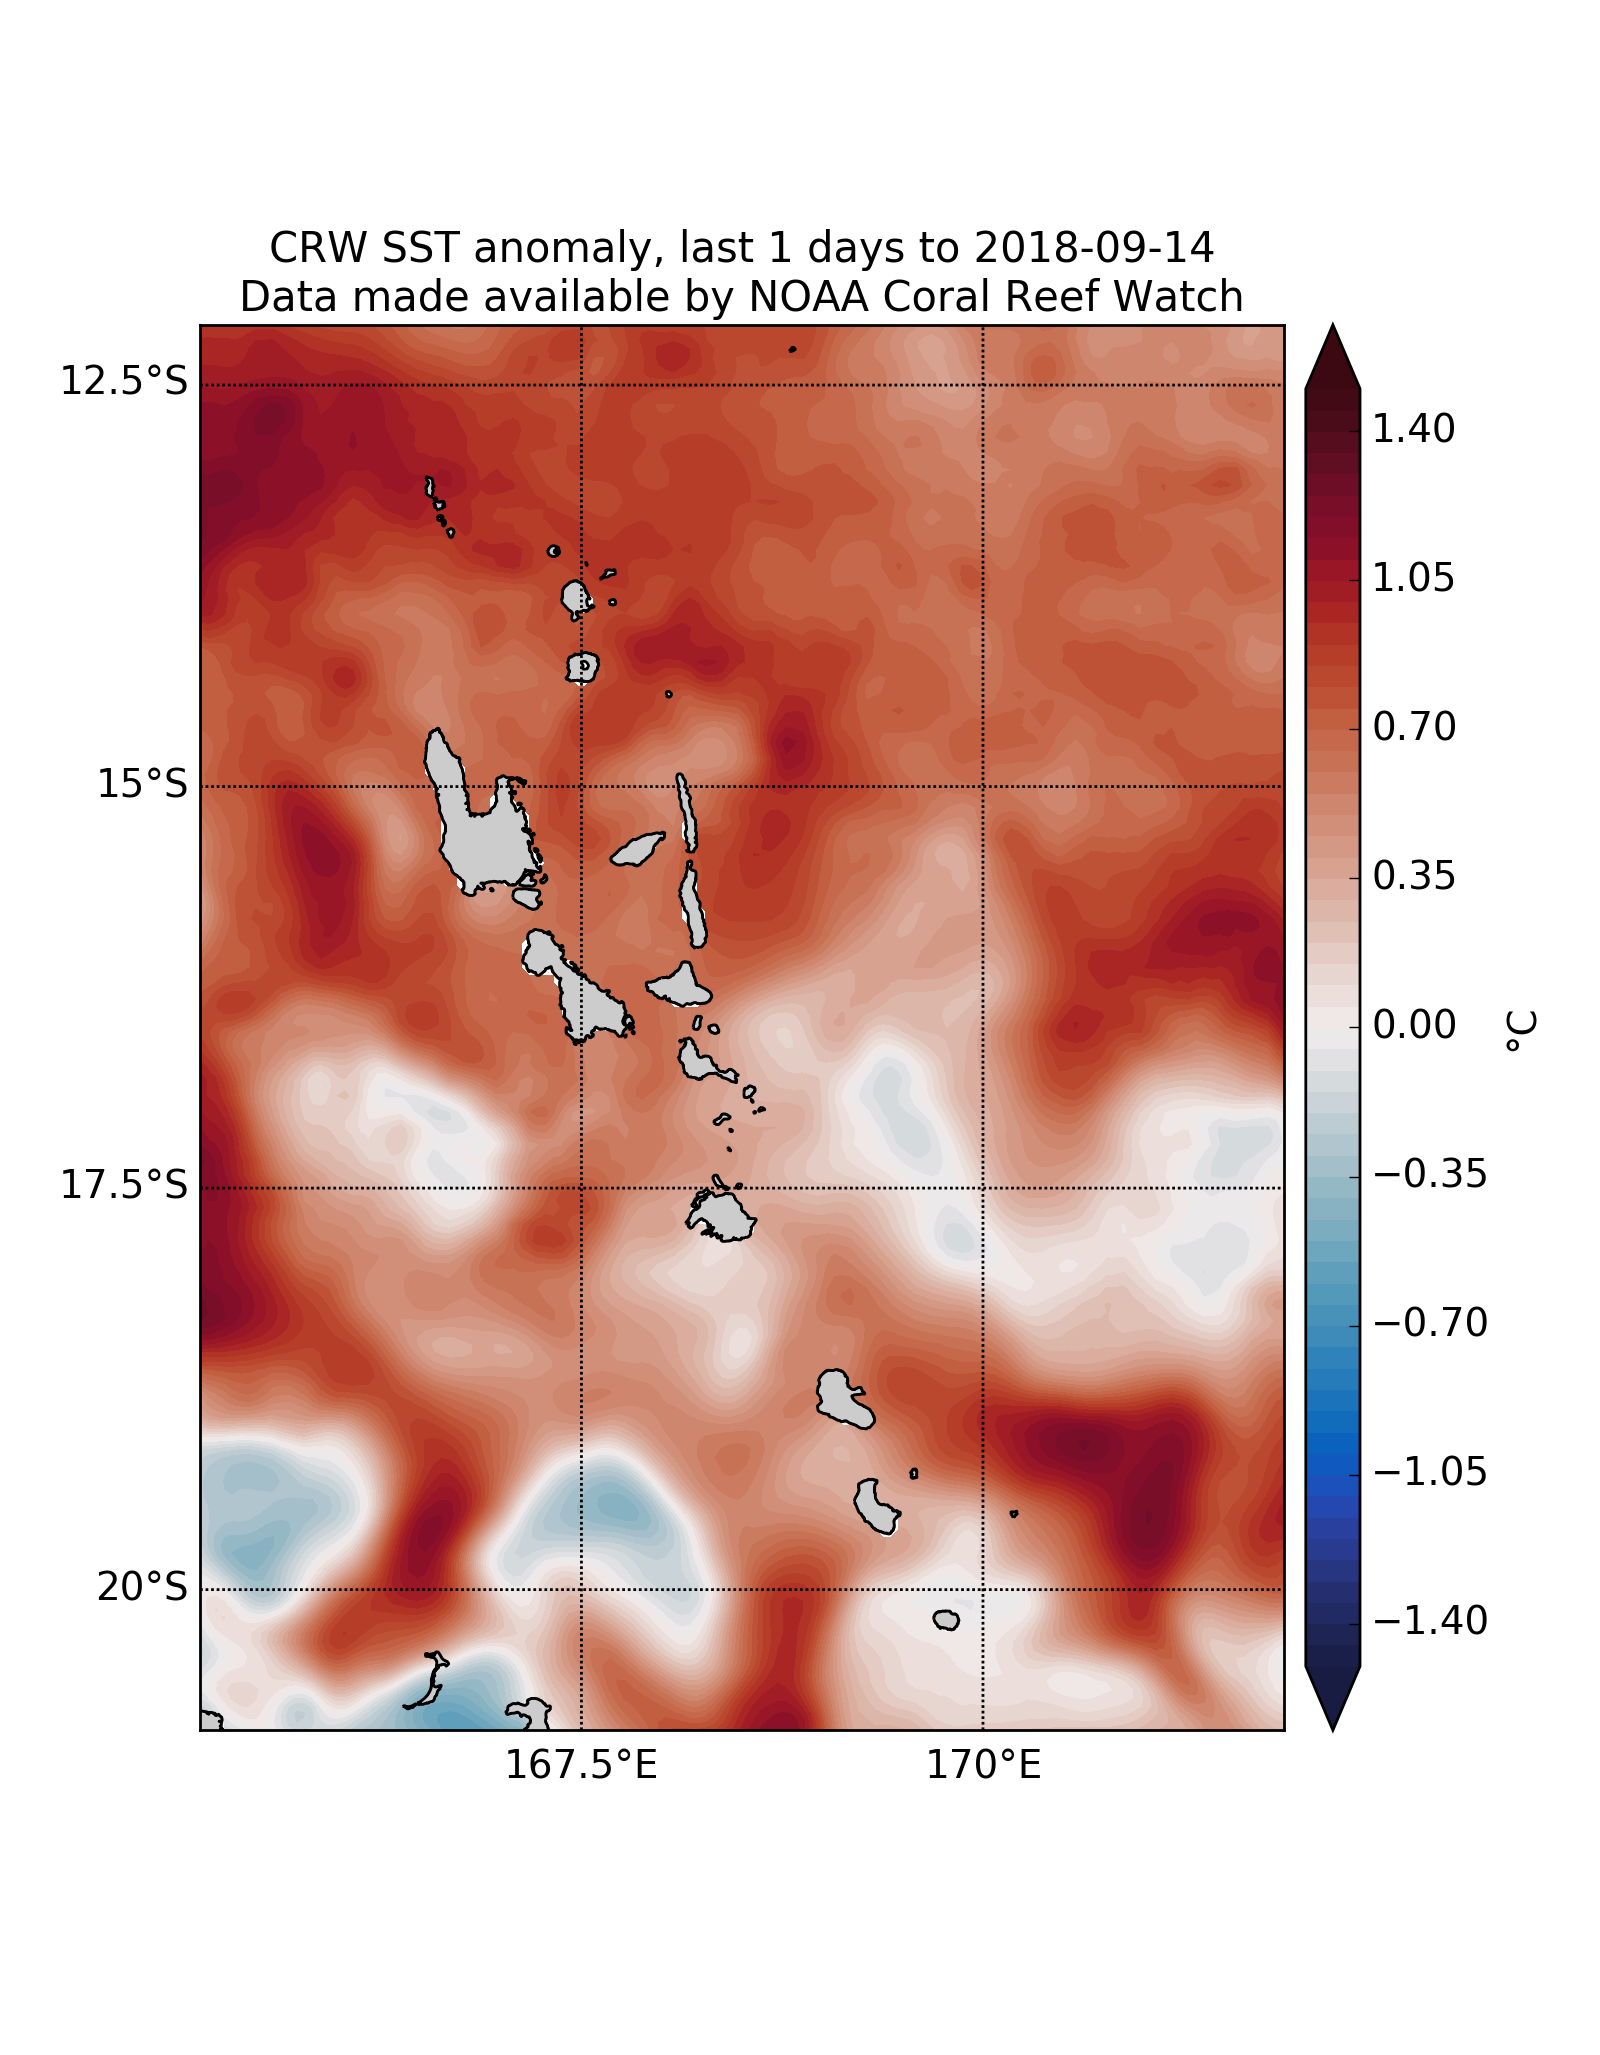 CRW SST anomaly, last 1 days to 2018-09-14
Data made available by NOAA Coral Reef Watch
12.5°S
15°S
17.5°S
20°S
167.5°E
170°E
1.40
1.05
0.70
0.35
0.00
−0.35
−0.70
−1.05
−1.40
°C